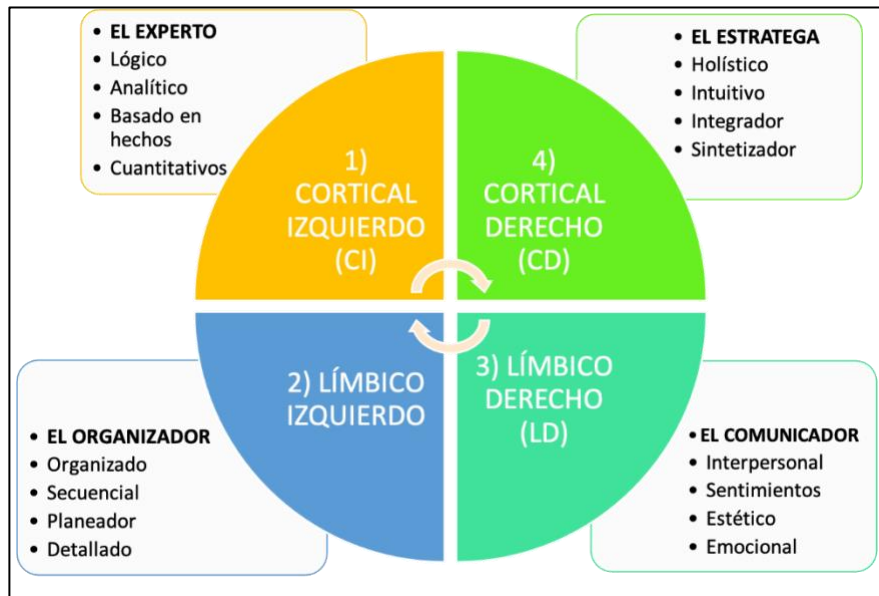 EL EXPERTO
Lógico
Analítico
Basado en
hechos
Cuantitativos
1)
CORTICAL
IZQUIERDO
(CI)
4)
CORTICAL
DERECHO
(CD)
EL ESTRATEGA
Holístico
Intuitivo
Integrador
Sintetizador
EL ORGANIZADOR
Organizado
Secuencial
Planeador
Detallado
2) LÍMBICO
IZQUIERDO
3) LÍMBICO
DERECHO
(LD)
EL COMUNICADOR
Interpersonal
Sentimientos
Estético
Emocional